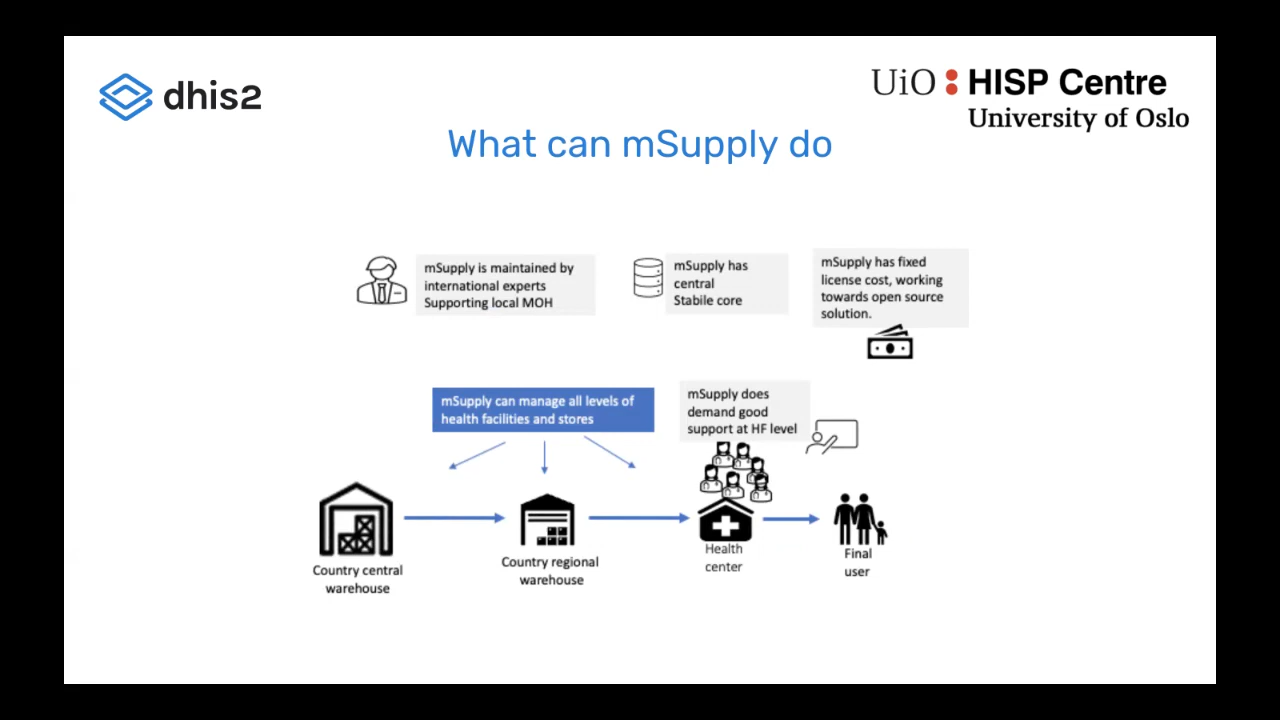 dhis2
UiO : HISP Centre
University of Oslo
What can mSupply do
mSupply is maintained by
international experts
Supporting local MOH
mSupply has
central
Stabile core
mSupply has fixed
license cost, working
towards open source
solution.
mSupply can manage all levels of
health facilities and stores
mSupply does
demand good
support at HF level
Country central
warehouse
Country regional
warehouse
Health
center
Final
user